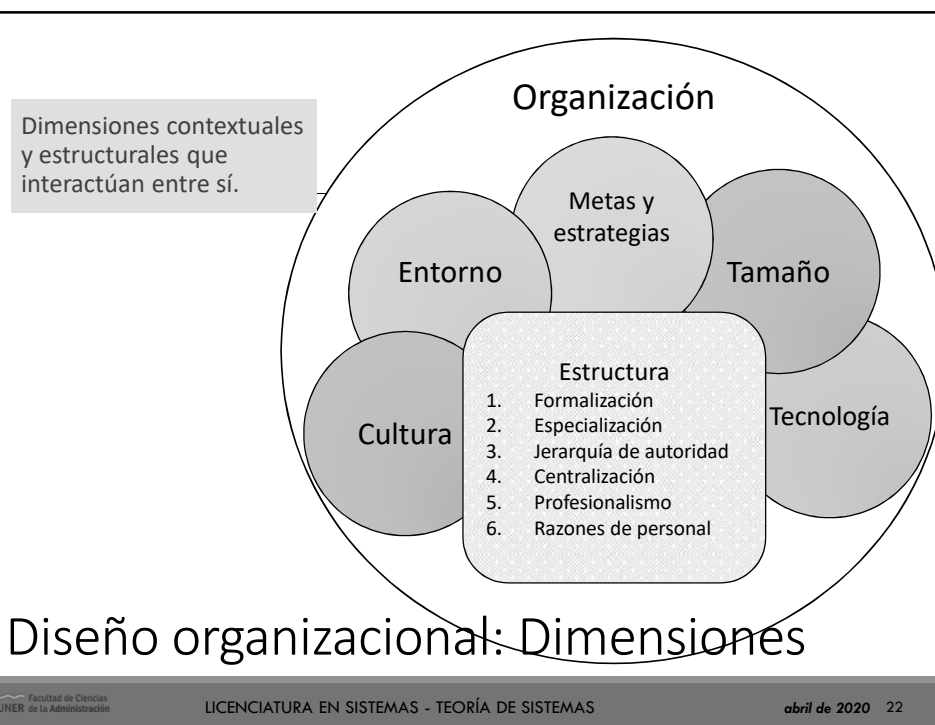 Organización
Dimensiones contextuales
y estructurales que
interactúan entre sí.
Metas y
estrategias
Entorno
Tamaño
Cultura
Tecnología
Estructura
1. Formalización
2. Especialización
3. Jerarquía de autoridad
4. Centralización
5. Profesionalismo
6. Razones de personal
Diseño organizacional: Dimensiones
UNER Facultad de Ciencias
de la Administración
LICENCIATURA EN SISTEMAS - TEORÍA DE SISTEMAS
abril de 2020 22